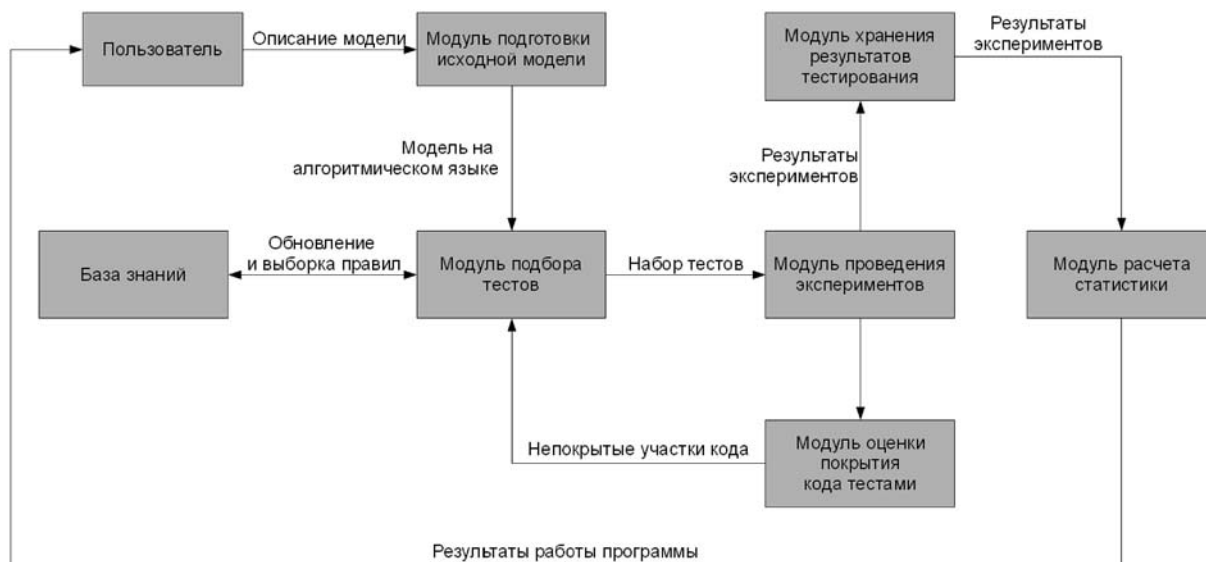 Пользователь
Описание модели
Модуль подготовки
исходной модели
Модуль хранения
результатов
тестирования
Результаты
экспериментов
Модель на
алгоритмическом языке
Результаты
экспериментов
База знаний
Обновление
и выборка правил
Модуль подбора
тестов
Набор тестов
Модуль проведения
экспериментов
Модуль расчета
статистики
Непокрытые участки кода
Модуль оценки
покрытия
кода тестами
Результаты работы программы